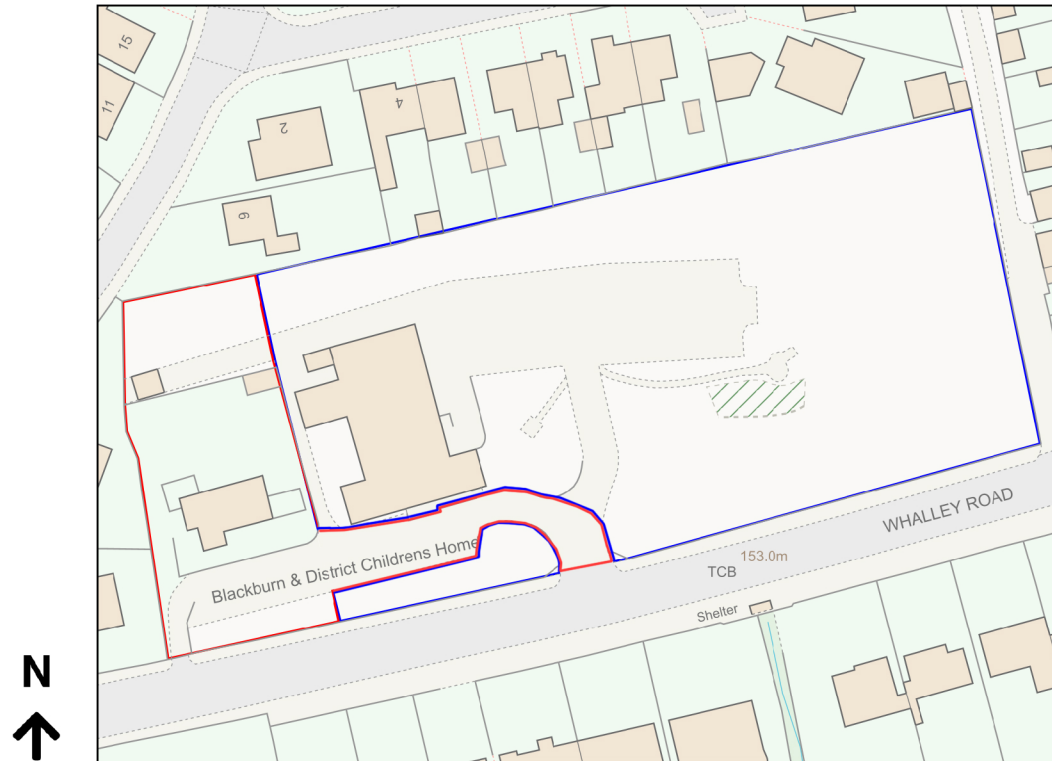 15
11
2
4
6
Blackburn & District Childrens Home
WHALLEY ROAD
153.0m
TCB
Shelter
N